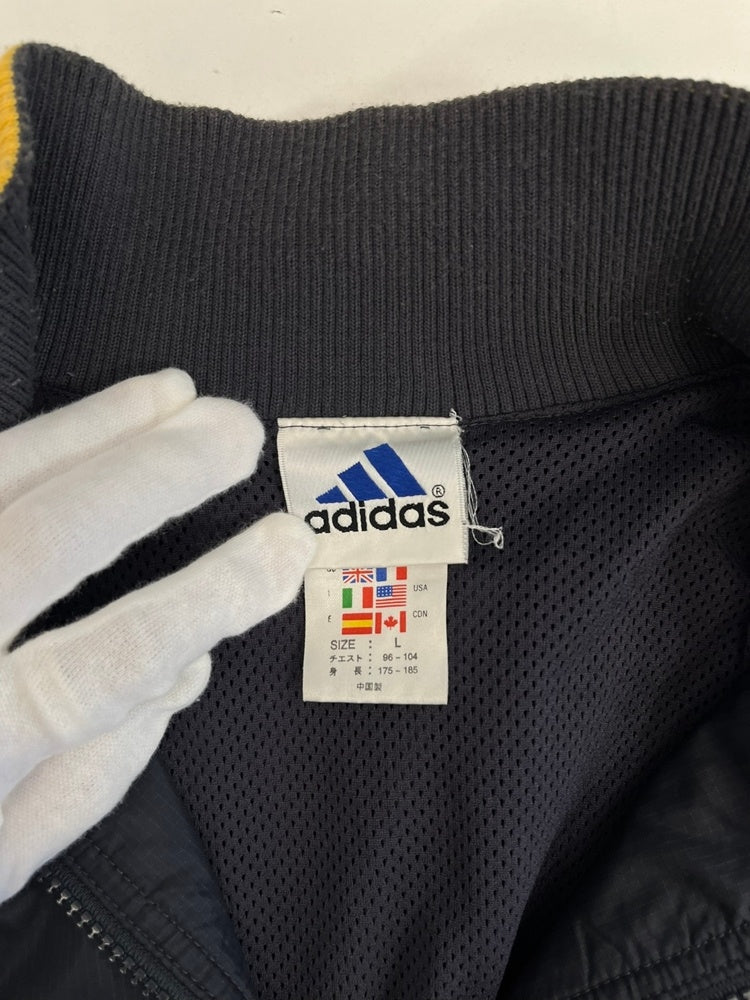 adidas®
USA
CDN
SIZE : L
チェスト : 96-104
身 長 : 175-185
中国製